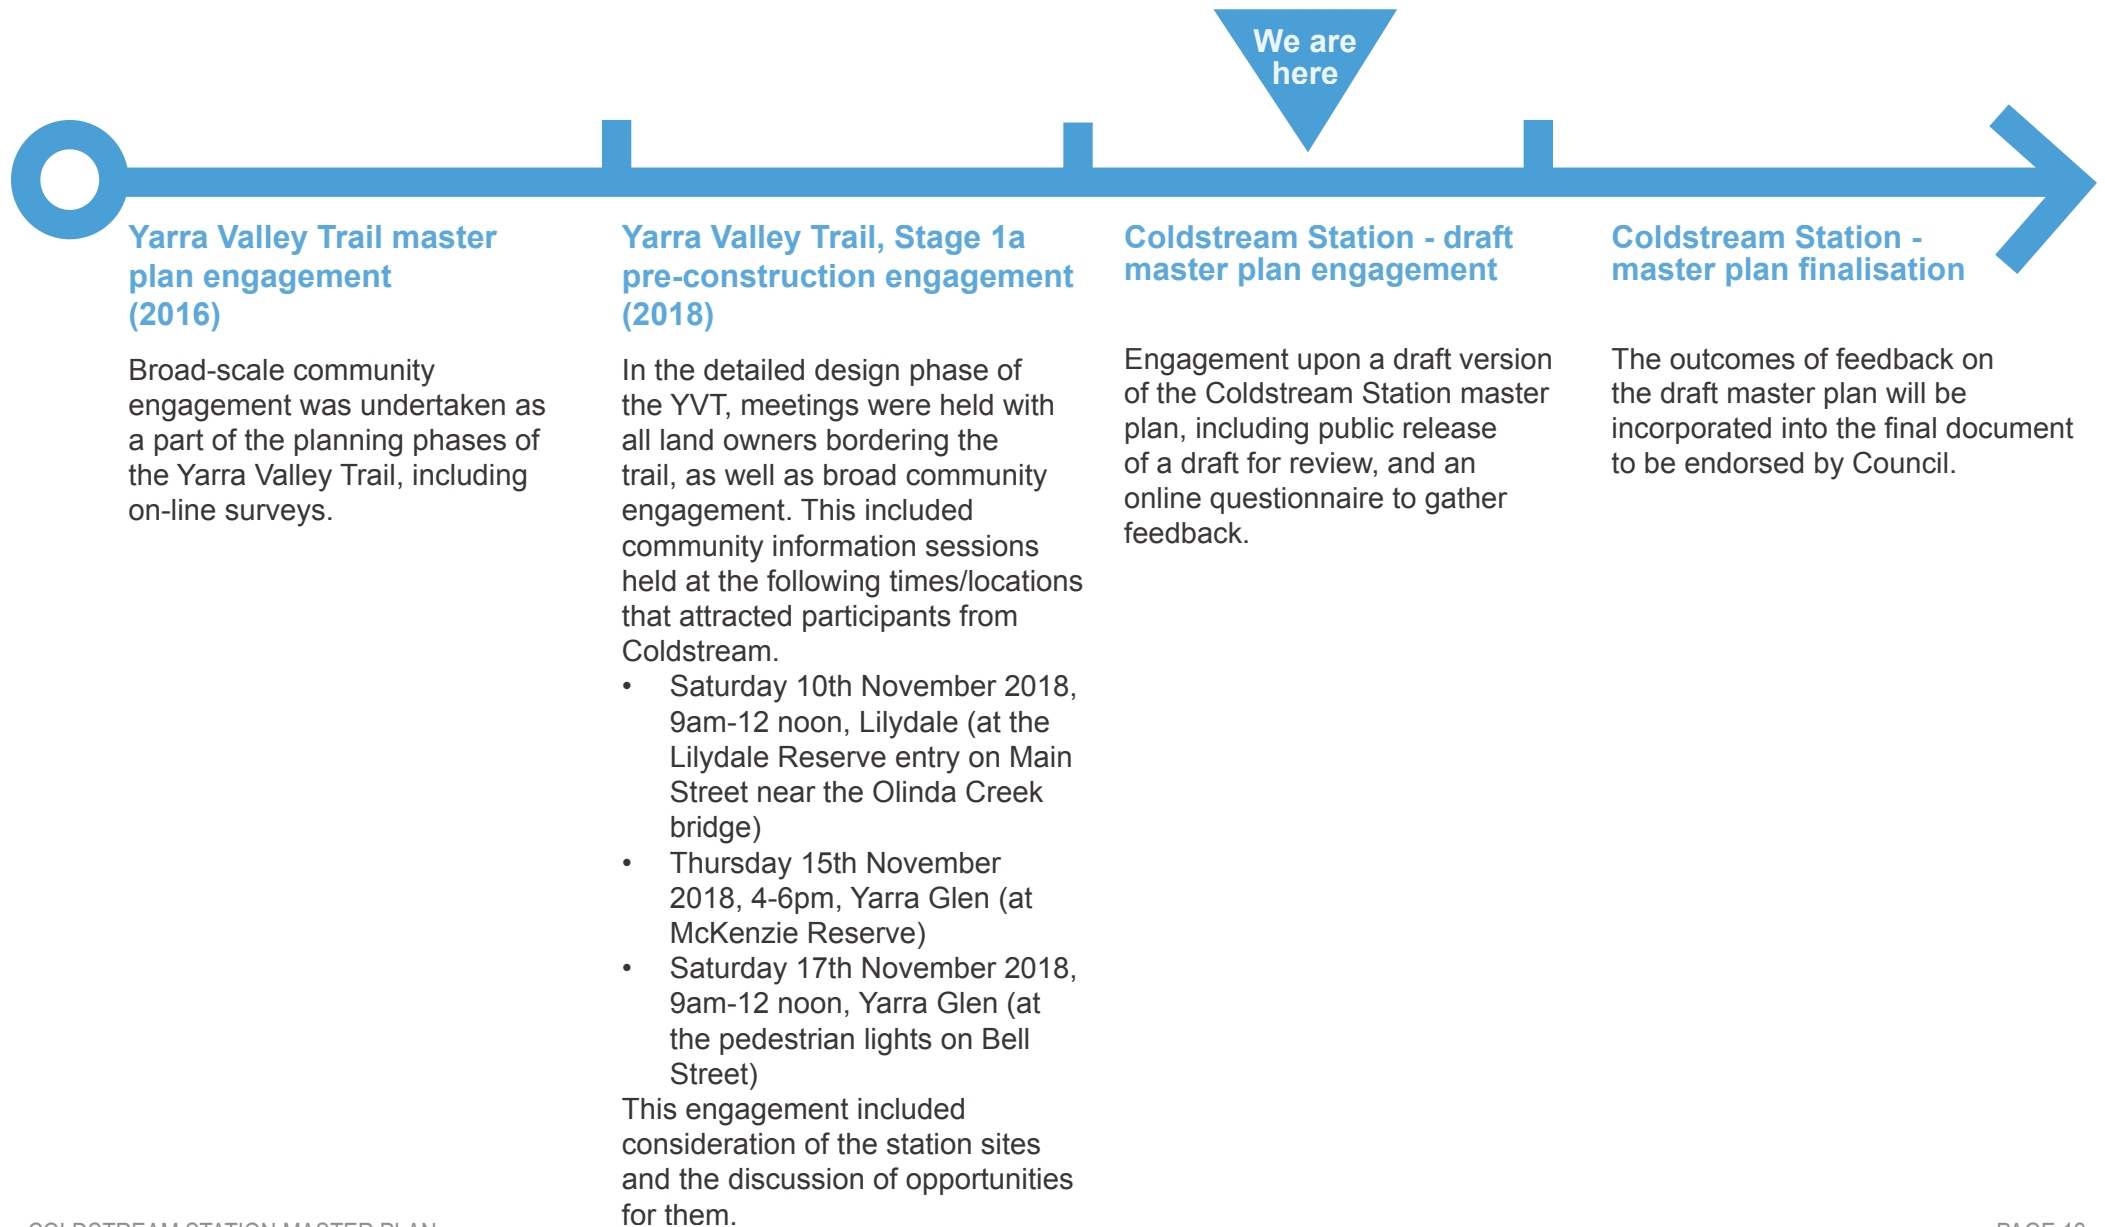 We are
here
Yarra Valley Trail master
plan engagement
(2016)
Broad-scale community
engagement was undertaken as
a part of the planning phases of
the Yarra Valley Trail, including
on-line surveys.
Yarra Valley Trail, Stage 1a
pre-construction engagement
(2018)
In the detailed design phase of
the YVT, meetings were held with
all land owners bordering the
trail, as well as broad community
engagement. This included
community information sessions
held at the following times/locations
that attracted participants from
Coldstream.
• Saturday 10th November 2018,
9am-12 noon, Lilydale (at the
Lilydale Reserve entry on Main
Street near the Olinda Creek
bridge)
• Thursday 15th November
2018, 4-6pm, Yarra Glen (at
McKenzie Reserve)
• Saturday 17th November 2018,
9am-12 noon, Yarra Glen (at
the pedestrian lights on Bell
Street)
This engagement included
consideration of the station sites
and the discussion of opportunities
for them.
Coldstream Station - draft
master plan engagement
Engagement upon a draft version
of the Coldstream Station master
plan, including public release
of a draft for review, and an
online questionnaire to gather
feedback.
Coldstream Station -
master plan finalisation
The outcomes of feedback on
the draft master plan will be
incorporated into the final document
to be endorsed by Council.
COLDSTREAM STATION MASTER PLAN
PAGE